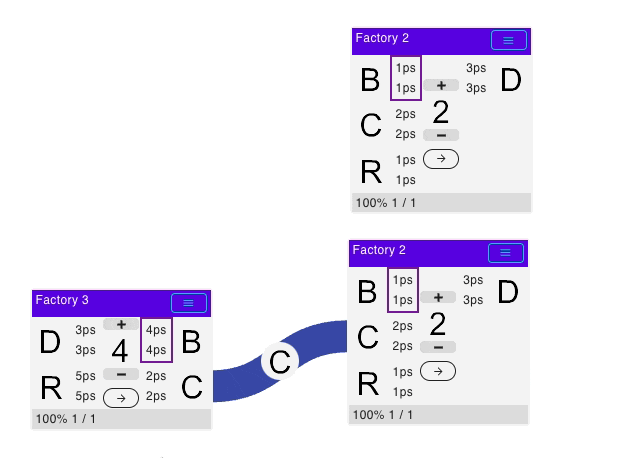 Factory 2
B 1ps 3ps D
1ps + 3ps
C 2ps 2
2ps −
R 1ps →
1ps
100% 1 / 1
Factory 2
B 1ps 3ps D
1ps + 3ps
C 2ps 2
2ps −
R 1ps →
1ps
100% 1 / 1
Factory 3
D 3ps + 4ps B
3ps 4 4ps
R 5ps − 2ps C
5ps → 2ps
100% 1 / 1
C